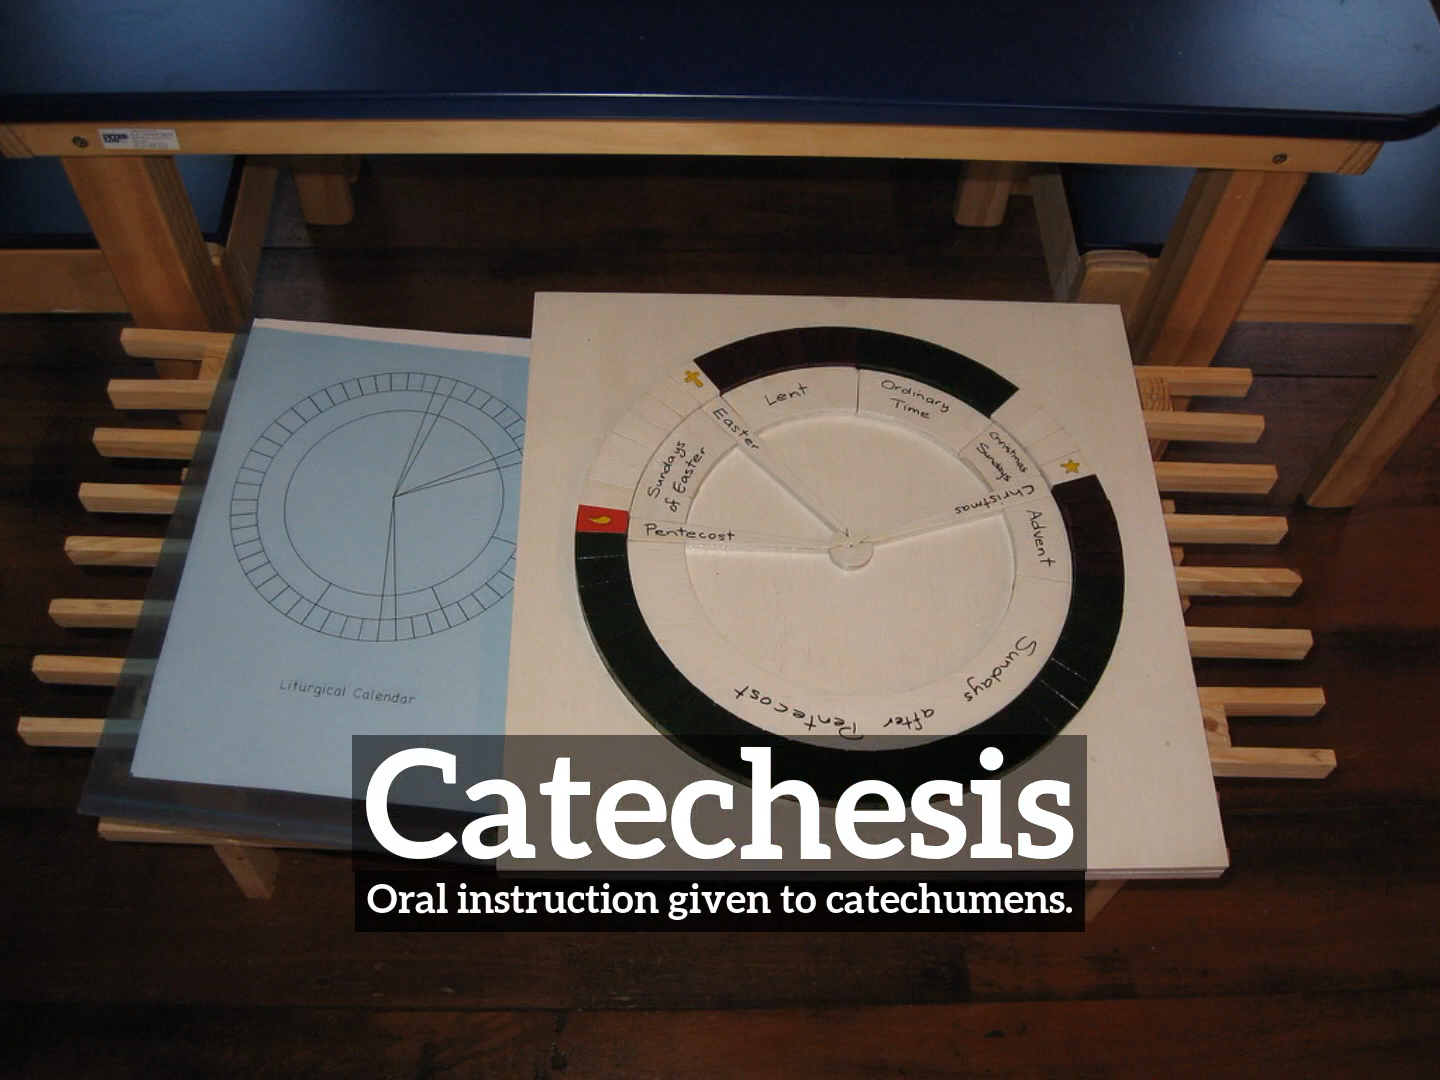 Lent
Ordinary
Time
Easter
Christmas
Sundays
Sundays
of Easter
Christmas
Advent
Pentecost
Sundays after Pentecost
Liturgical Calendar
Catechesis
Oral instruction given to catechumens.